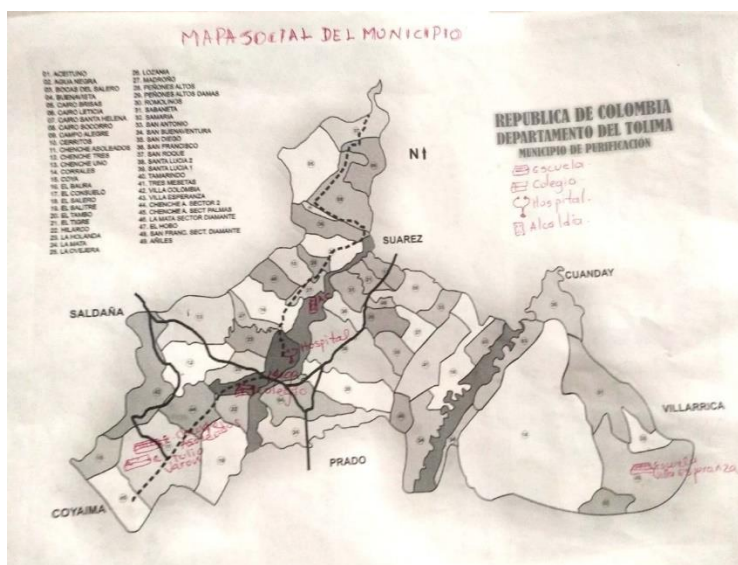 MAPA SOCIAL DEL MUNICIPIO
01. ACEITUNO
02. AGUA NEGRA
03. BOCAS DEL SALERO
04. BUENAVISTA
05. CAIRO BRISAS
06. CAIRO LETICIA
07. CAIRO SANTA HELENA
08. CAIRO SOCORRO
09. CAMPO ALEGRE
10. CERRITOS
11. CHENCHE ASOLEADOS
12. CHENCHE TRES
13. CHENCHE UNO
14. CORRALES
15. COYA
16. EL BAURA
17. EL CONSUELO
18. EL SALERO
19. EL BALITRE
20. EL TAMBO
21. EL TIGRE
22. HILARCO
23. LA HOLANDA
24. LA MATA
25. LA OVEJERA
26. LOZANIA
27. MADROÑO
28. PEÑONES ALTOS
29. PEÑONES ALTOS DAMAS
30. ROMOLINOS
31. SABANETA
32. SAMARIA
33. SAN ANTONIO
34. SAN BUENAVENTURA
35. SAN DIEGO
36. SAN FRANCISCO
37. SAN ROQUE
38. SANTA LUCIA 2
39. SANTA LUCIA 1
40. TAMARINDO
41. TRES MESETAS
42. VILLA COLOMBIA
43. VILLA ESPERANZA
44. CHENCHE A. SECTOR 2
45. CHENCHE A. SECT PALMAS
46. LA MATA SECTOR DIAMANTE
47. EL HOBO
48. SAN FRANC. SECT. DIAMANTE
49. AÑILES
REPUBLICA DE COLOMBIA
DEPARTAMENTO DEL TOLIMA
MUNICIPIO DE PURIFICACIÓN
Escuela
Colegio
Hospital.
Alcaldía.
N
SUAREZ
CUANDAY
SALDAÑA
Hospital
Colegio
VILLARRICA
Tulio
Varon
PRADO
Escuela
Villa Esperanza
COYAIMA